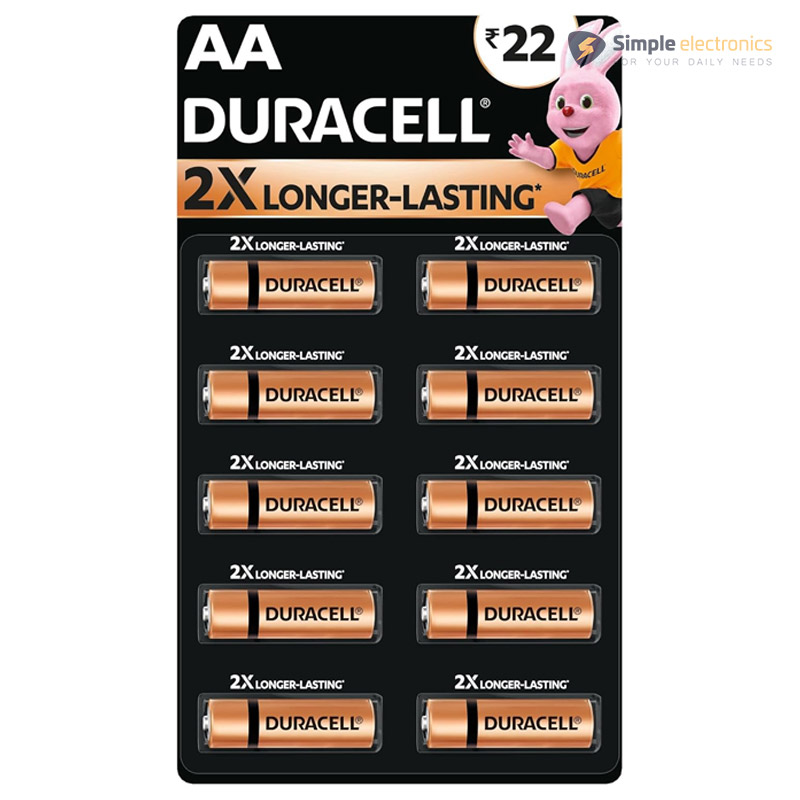 AA
₹22
Simple electronics
OR YOUR DAILY NEEDS
DURACELL®
DURACELL
2X LONGER-LASTING*
2X LONGER-LASTING* 2X LONGER-LASTING*
DURACELL® DURACELL®
2X LONGER-LASTING* 2X LONGER-LASTING*
DURACELL® DURACELL®
2X LONGER-LASTING* 2X LONGER-LASTING*
DURACELL® DURACELL®
2X LONGER-LASTING* 2X LONGER-LASTING*
DURACELL® DURACELL®
2X LONGER-LASTING* 2X LONGER-LASTING*
DURACELL® DURACELL®